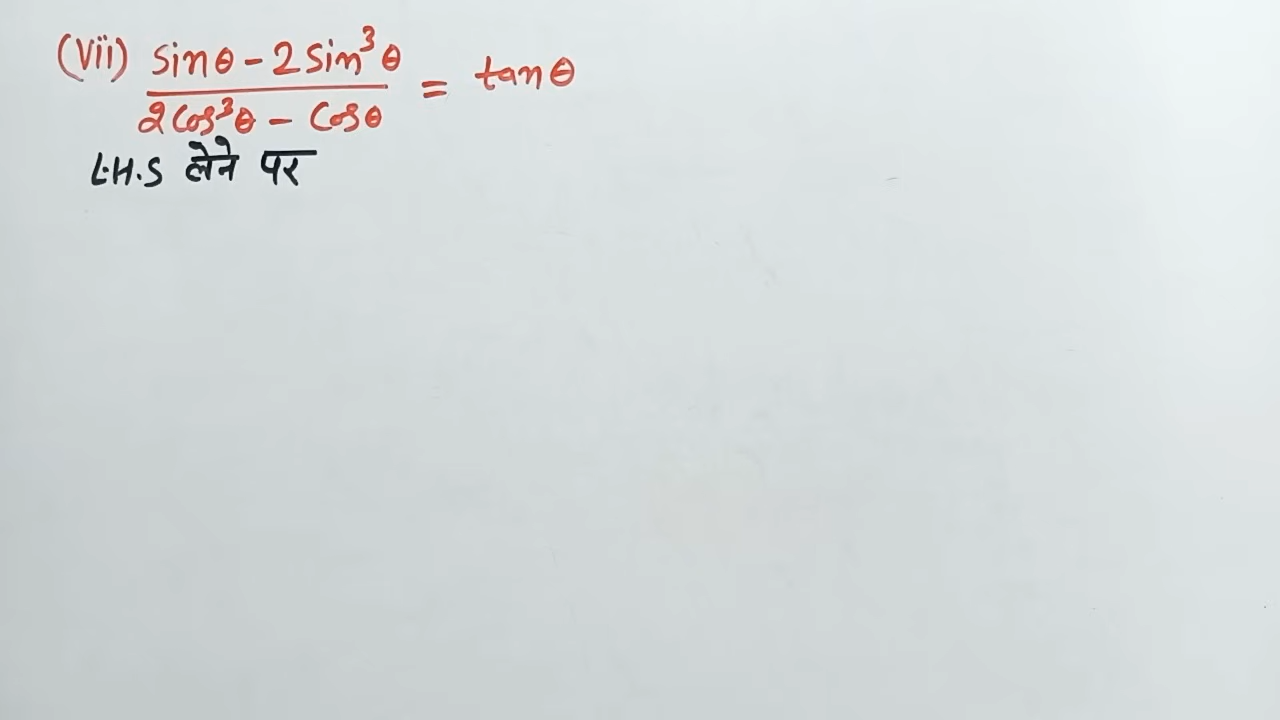 (Vii) sinθ - 2sin³θ / 2Cos³θ - Cosθ = tanθ
L.H.S लेने पर